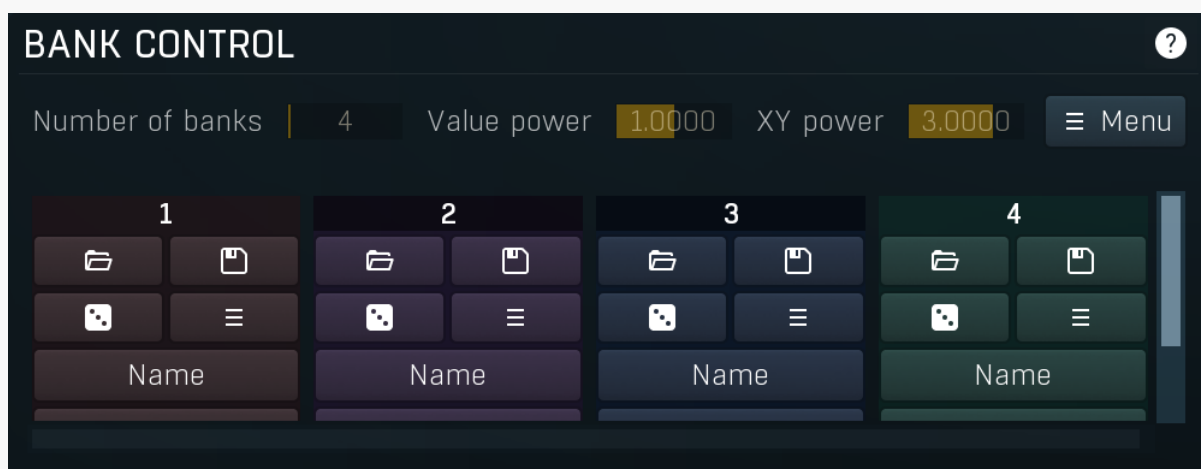 BANK CONTROL ?
Number of banks 4 Value power 1.0000 XY power 3.0000 Menu
1 2 3 4
Name Name Name Name